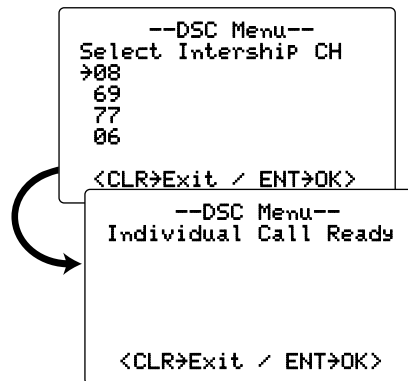 --DSC Menu--
Select Intership CH
→08
69
77
06
<CLR→Exit / ENT→OK>
--DSC Menu--
Individual Call Ready
<CLR→Exit / ENT→OK>